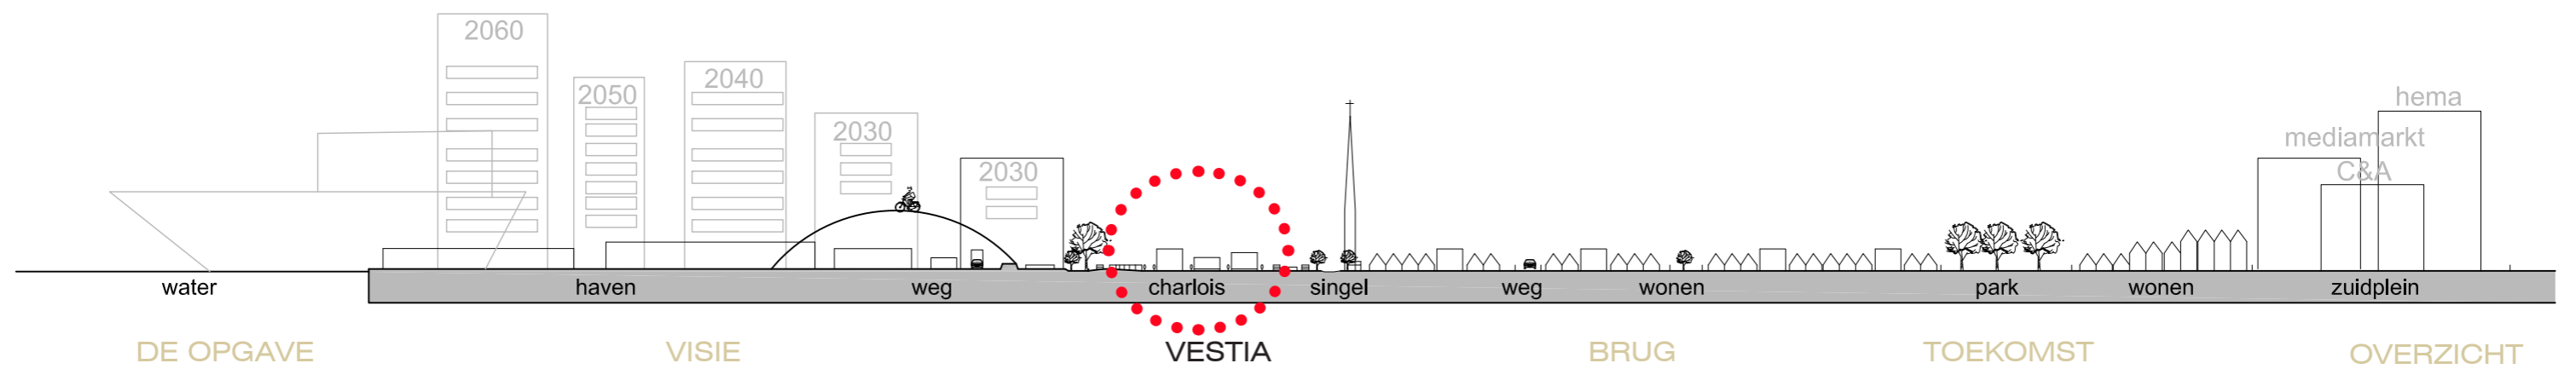 2060
2050
2040
2030
2030
hema
mediamarkt
C&A
water haven weg charlois singel weg wonen park wonen zuidplein
DE OPGAVE VISIE VESTIA BRUG TOEKOMST OVERZICHT